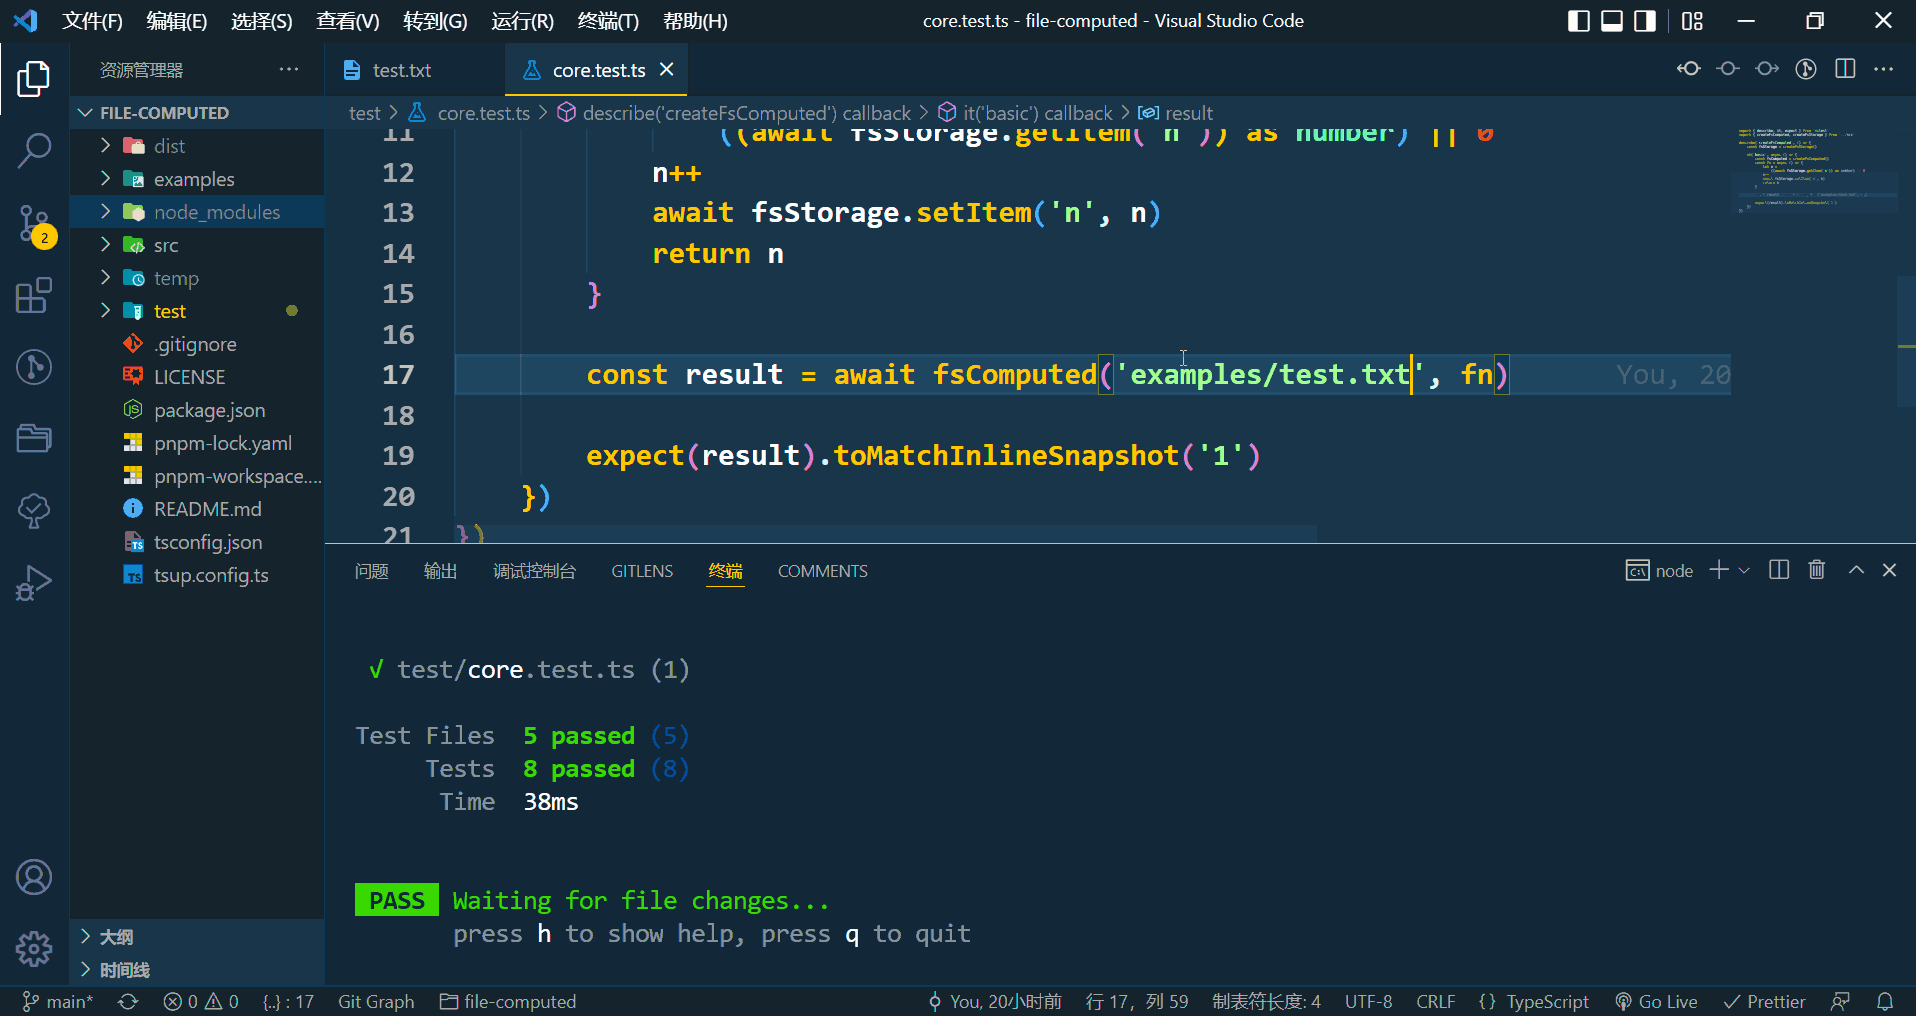 文件(F) 编辑(E) 选择(S) 查看(V) 转到(G) 运行(R) 终端(T) 帮助(H) core.test.ts - file-computed - Visual Studio Code
资源管理器
FILE-COMPUTED
dist
examples
node_modules
src
temp
test
.gitignore
LICENSE
package.json
pnpm-lock.yaml
pnpm-workspace....
README.md
tsconfig.json
tsup.config.ts
大纲
时间线
2
test.txt core.test.ts
test > core.test.ts > describe('createFsComputed') callback > it('basic') callback > result
11 ((await fsStorage.getItem('n')) as number) || 0
12 n++
13 await fsStorage.setItem('n', n)
14 return n
15 }
16
17 const result = await fsComputed('examples/test.txt', fn) You, 20
18
19 expect(result).toMatchInlineSnapshot('1')
20 })
21 })
问题 输出 调试控制台 GITLENS 终端 COMMENTS node
√ test/core.test.ts (1)
Test Files 5 passed (5)
Tests 8 passed (8)
Time 38ms
PASS Waiting for file changes...
press h to show help, press q to quit
main* 0 0 {..} : 17 Git Graph file-computed You, 20小时前 行 17，列 59 制表符长度: 4 UTF-8 CRLF {} TypeScript Go Live Prettier